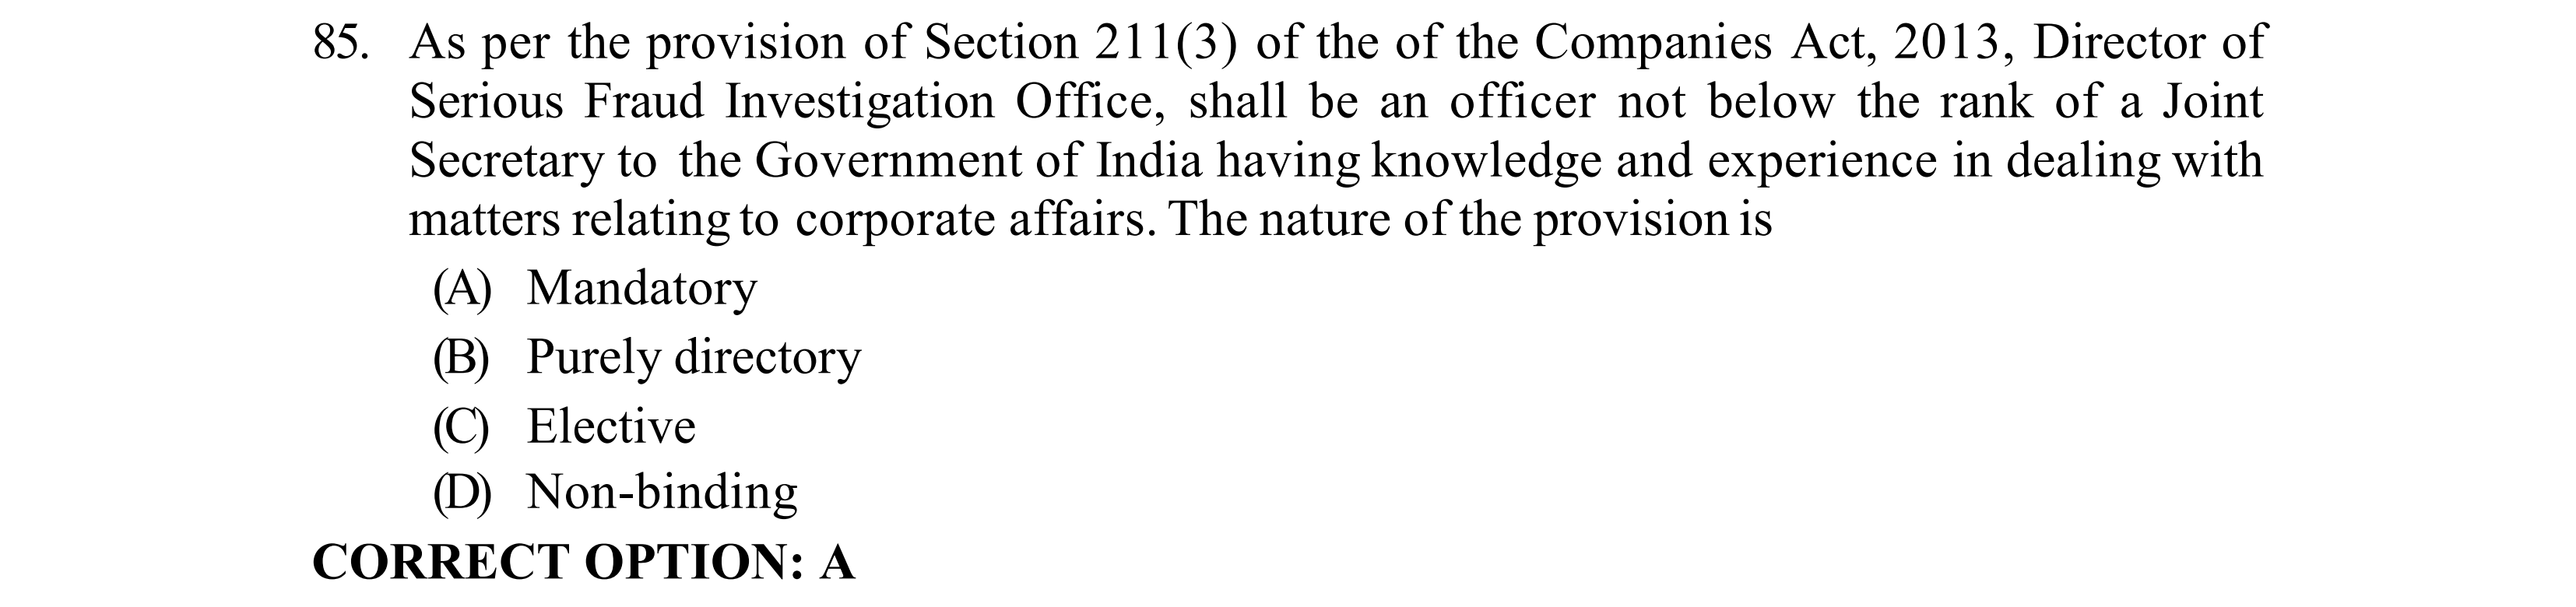 85. As per the provision of Section 211(3) of the of the Companies Act, 2013, Director of
Serious Fraud Investigation Office, shall be an officer not below the rank of a Joint
Secretary to the Government of India having knowledge and experience in dealing with
matters relating to corporate affairs. The nature of the provision is
(A) Mandatory
(B) Purely directory
(C) Elective
(D) Non-binding
CORRECT OPTION: A